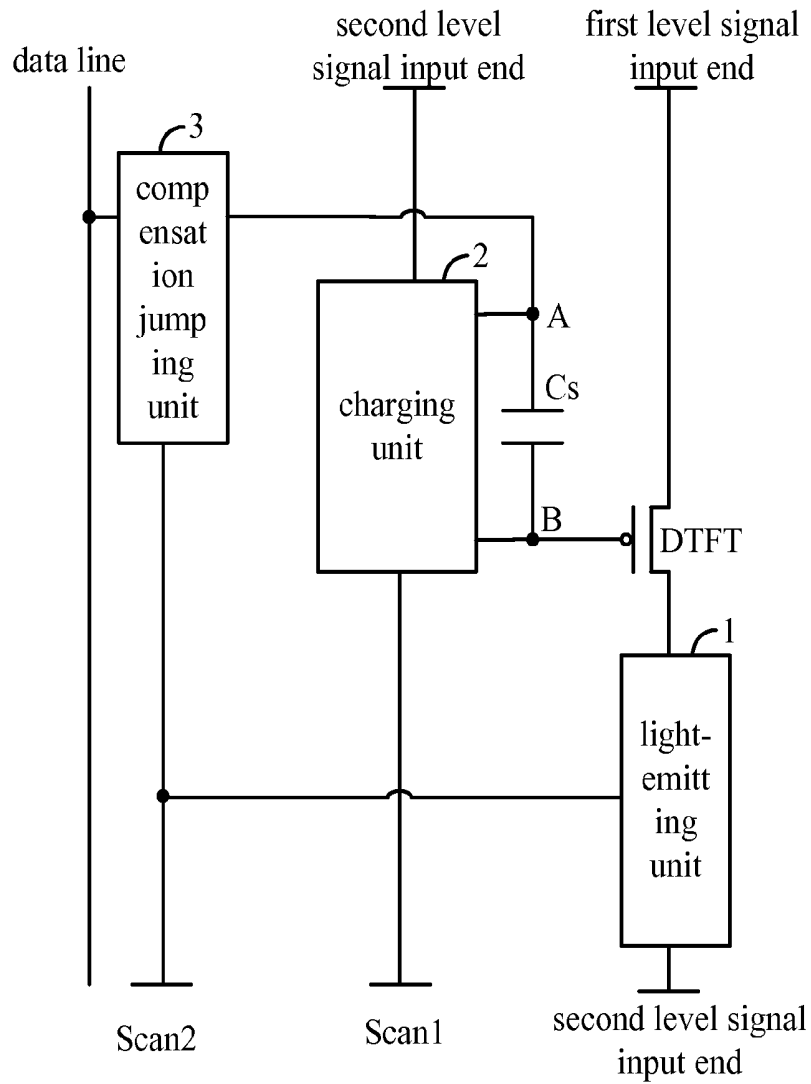 second level
signal input end
first level signal
input end
data line
3
comp
ensat
ion
jump
ing
unit
2
A
Cs
charging
unit
B
DTFT
1
light-
emitt
ing
unit
Scan2
Scan1
second level signal
input end